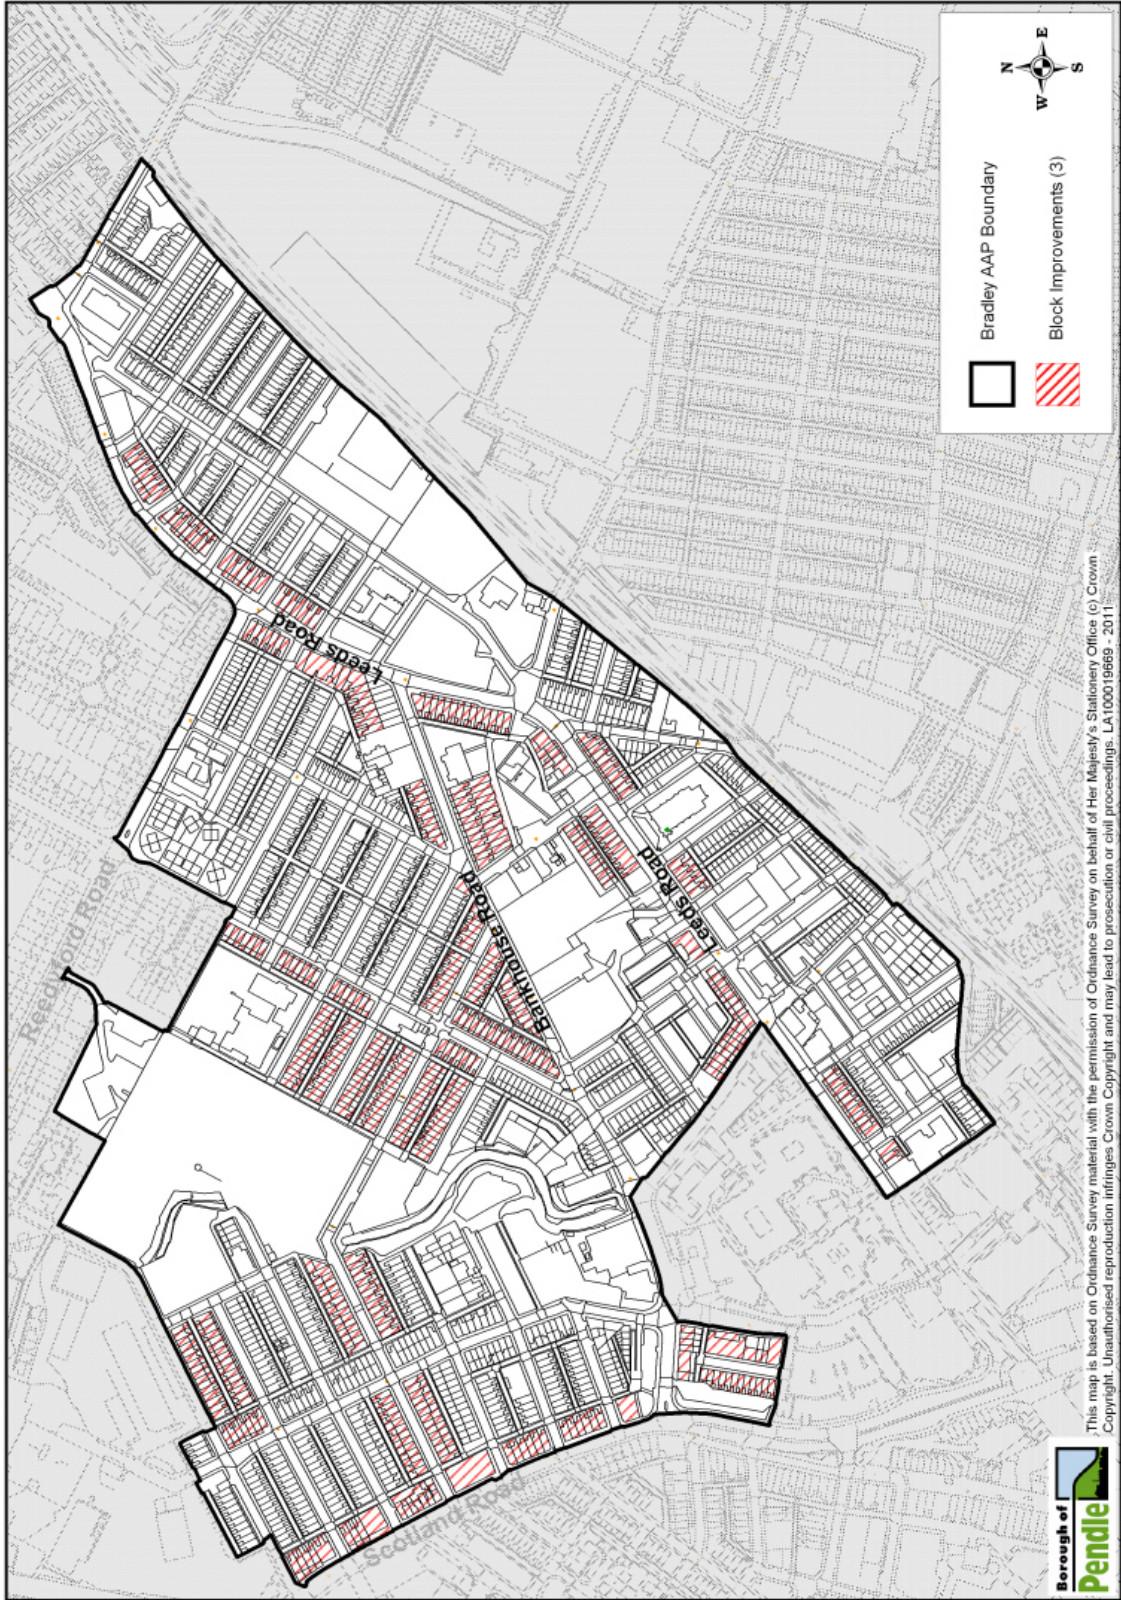 Reedyford Road
Leeds Road
Bankhouse Road
Leeds Road
Scotland Road
N
W
E
S
Bradley AAP Boundary
Block Improvements (3)
Borough of
Pendle
This map is based on Ordnance Survey material with the permission of Ordnance Survey on behalf of Her Majesty's Stationery Office (c) Crown
Copyright. Unauthorised reproduction infringes Crown Copyright and may lead to prosecution or civil proceedings. LA100019669 - 2011